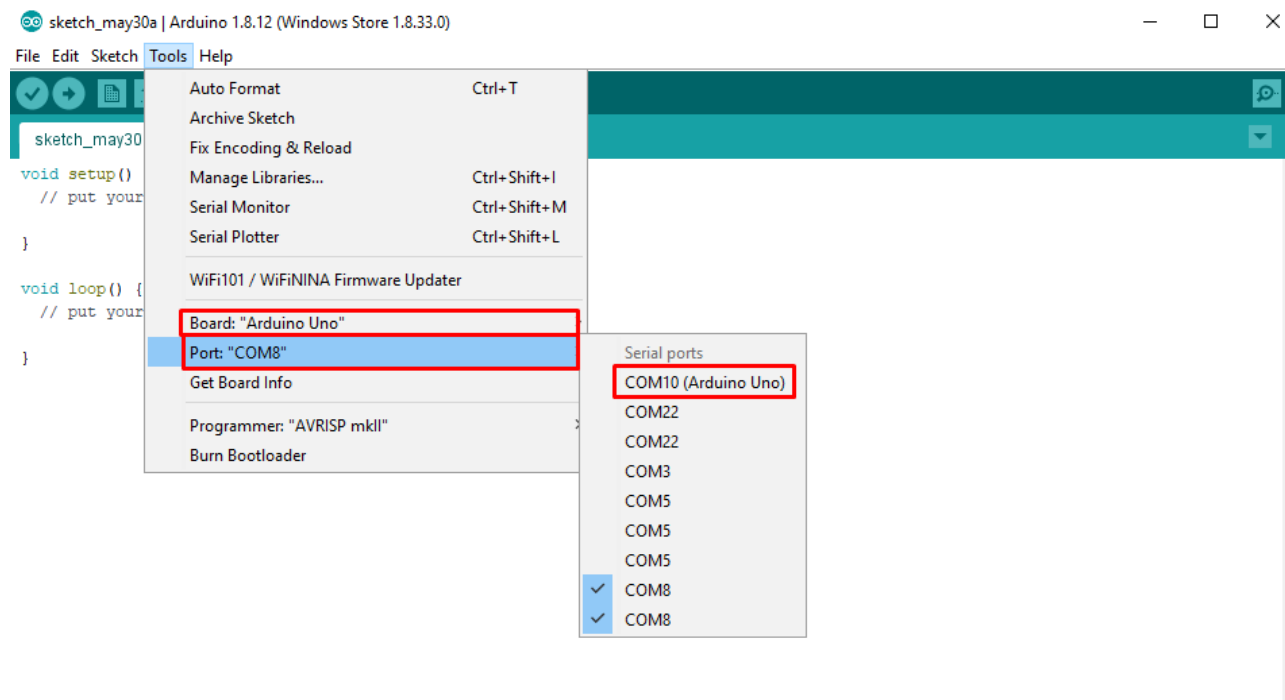 sketch_may30a | Arduino 1.8.12 (Windows Store 1.8.33.0)
File Edit Sketch Tools Help
sketch_may30
void setup()
// put your
}
void loop() {
// put your
}
Auto Format Ctrl+T
Archive Sketch
Fix Encoding & Reload
Manage Libraries... Ctrl+Shift+I
Serial Monitor Ctrl+Shift+M
Serial Plotter Ctrl+Shift+L
WiFi101 / WiFiNINA Firmware Updater
Board: "Arduino Uno"
Port: "COM8"
Get Board Info
Programmer: "AVRISP mkII"
Burn Bootloader
Serial ports
COM10 (Arduino Uno)
COM22
COM22
COM3
COM5
COM5
COM5
COM8
COM8